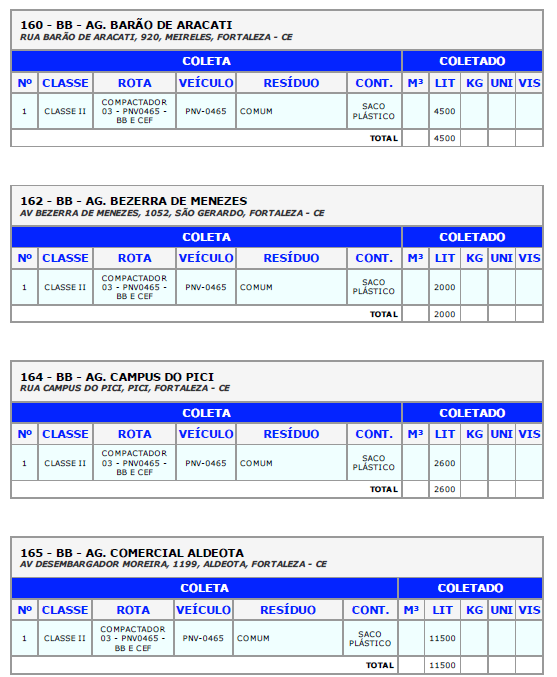 160 - BB - AG. BARÃO DE ARACATI
RUA BARÃO DE ARACATI, 920, MEIRELES, FORTALEZA - CE
COLETA COLETADO
Nº CLASSE ROTA VEÍCULO RESÍDUO CONT. M³ LIT KG UNI VIS
1 CLASSE II COMPACTADOR 03 - PNV0465 - BB E CEF PNV-0465 COMUM SACO PLÁSTICO 4500
TOTAL 4500
162 - BB - AG. BEZERRA DE MENEZES
AV BEZERRA DE MENEZES, 1052, SÃO GERARDO, FORTALEZA - CE
COLETA COLETADO
Nº CLASSE ROTA VEÍCULO RESÍDUO CONT. M³ LIT KG UNI VIS
1 CLASSE II COMPACTADOR 03 - PNV0465 - BB E CEF PNV-0465 COMUM SACO PLÁSTICO 2000
TOTAL 2000
164 - BB - AG. CAMPUS DO PICI
RUA CAMPUS DO PICI, PICI, FORTALEZA - CE
COLETA COLETADO
Nº CLASSE ROTA VEÍCULO RESÍDUO CONT. M³ LIT KG UNI VIS
1 CLASSE II COMPACTADOR 03 - PNV0465 - BB E CEF PNV-0465 COMUM SACO PLÁSTICO 2600
TOTAL 2600
165 - BB - AG. COMERCIAL ALDEOTA
AV DESEMBARGADOR MOREIRA, 1199, ALDEOTA, FORTALEZA - CE
COLETA COLETADO
Nº CLASSE ROTA VEÍCULO RESÍDUO CONT. M³ LIT KG UNI VIS
1 CLASSE II COMPACTADOR 03 - PNV0465 - BB E CEF PNV-0465 COMUM SACO PLÁSTICO 11500
TOTAL 11500